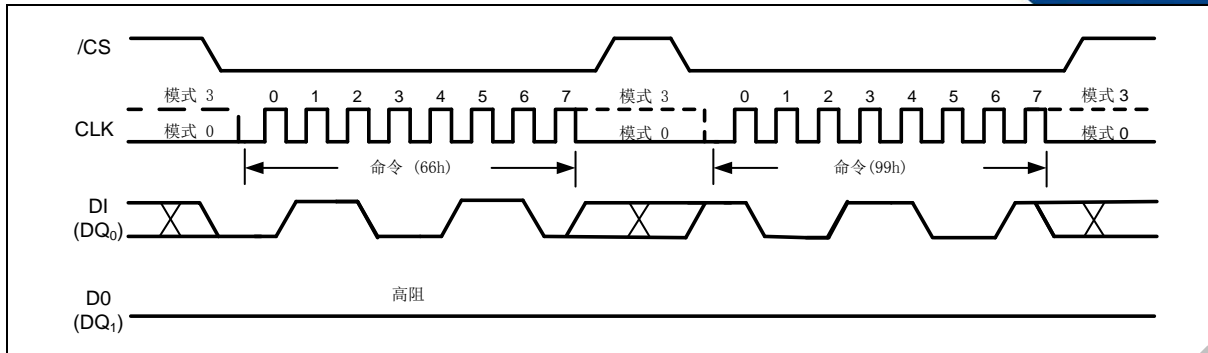 /CS
模式 3 0 1 2 3 4 5 6 7 模式 3 0 1 2 3 4 5 6 7 模式 3
CLK
模式 0 模式 0 模式 0
命令 (66h) 命令(99h)
DI
(DQ₀)
高阻
D0
(DQ₁)